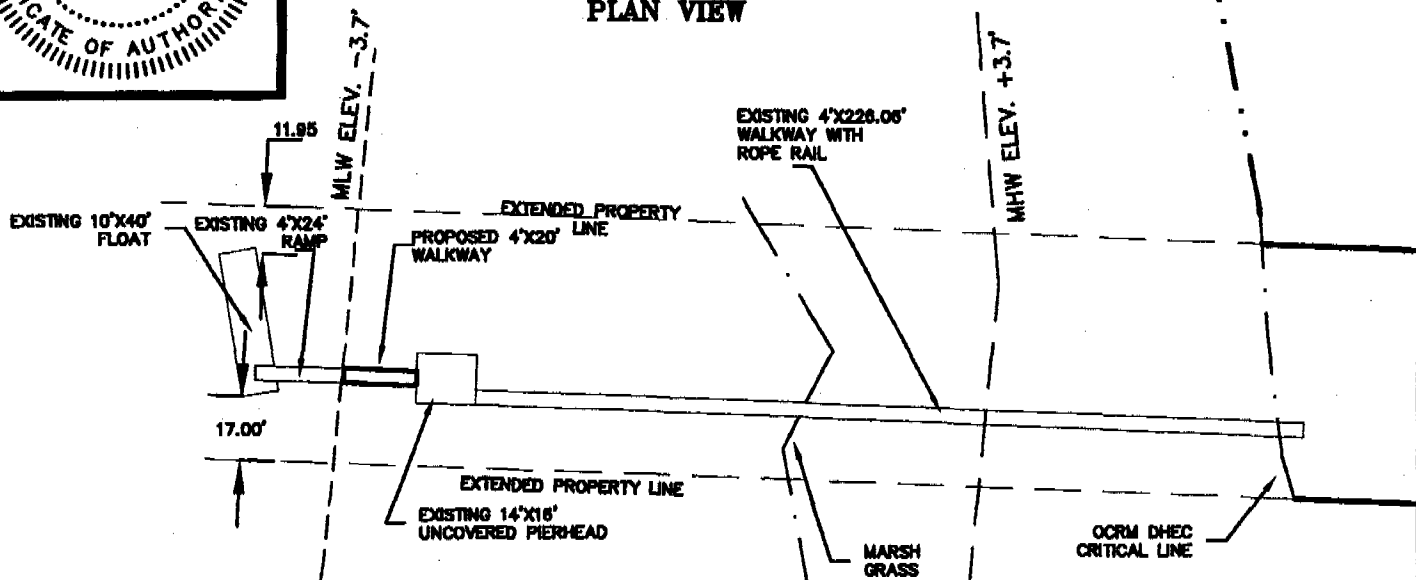 PLAN VIEW
CATE OF AUTHOR
MLW ELEV. -3.7'
MHW ELEV. +3.7'
11.95
EXISTING 4'X226.06'
WALKWAY WITH
ROPE RAIL
EXISTING 10'X40'
FLOAT
EXISTING 4'X24'
RAMP
EXTENDED PROPERTY
LINE
PROPOSED 4'X20'
WALKWAY
17.00'
EXTENDED PROPERTY LINE
EXISTING 14'X16'
UNCOVERED PIERHEAD
MARSH
GRASS
OCRM DHEC
CRITICAL LINE